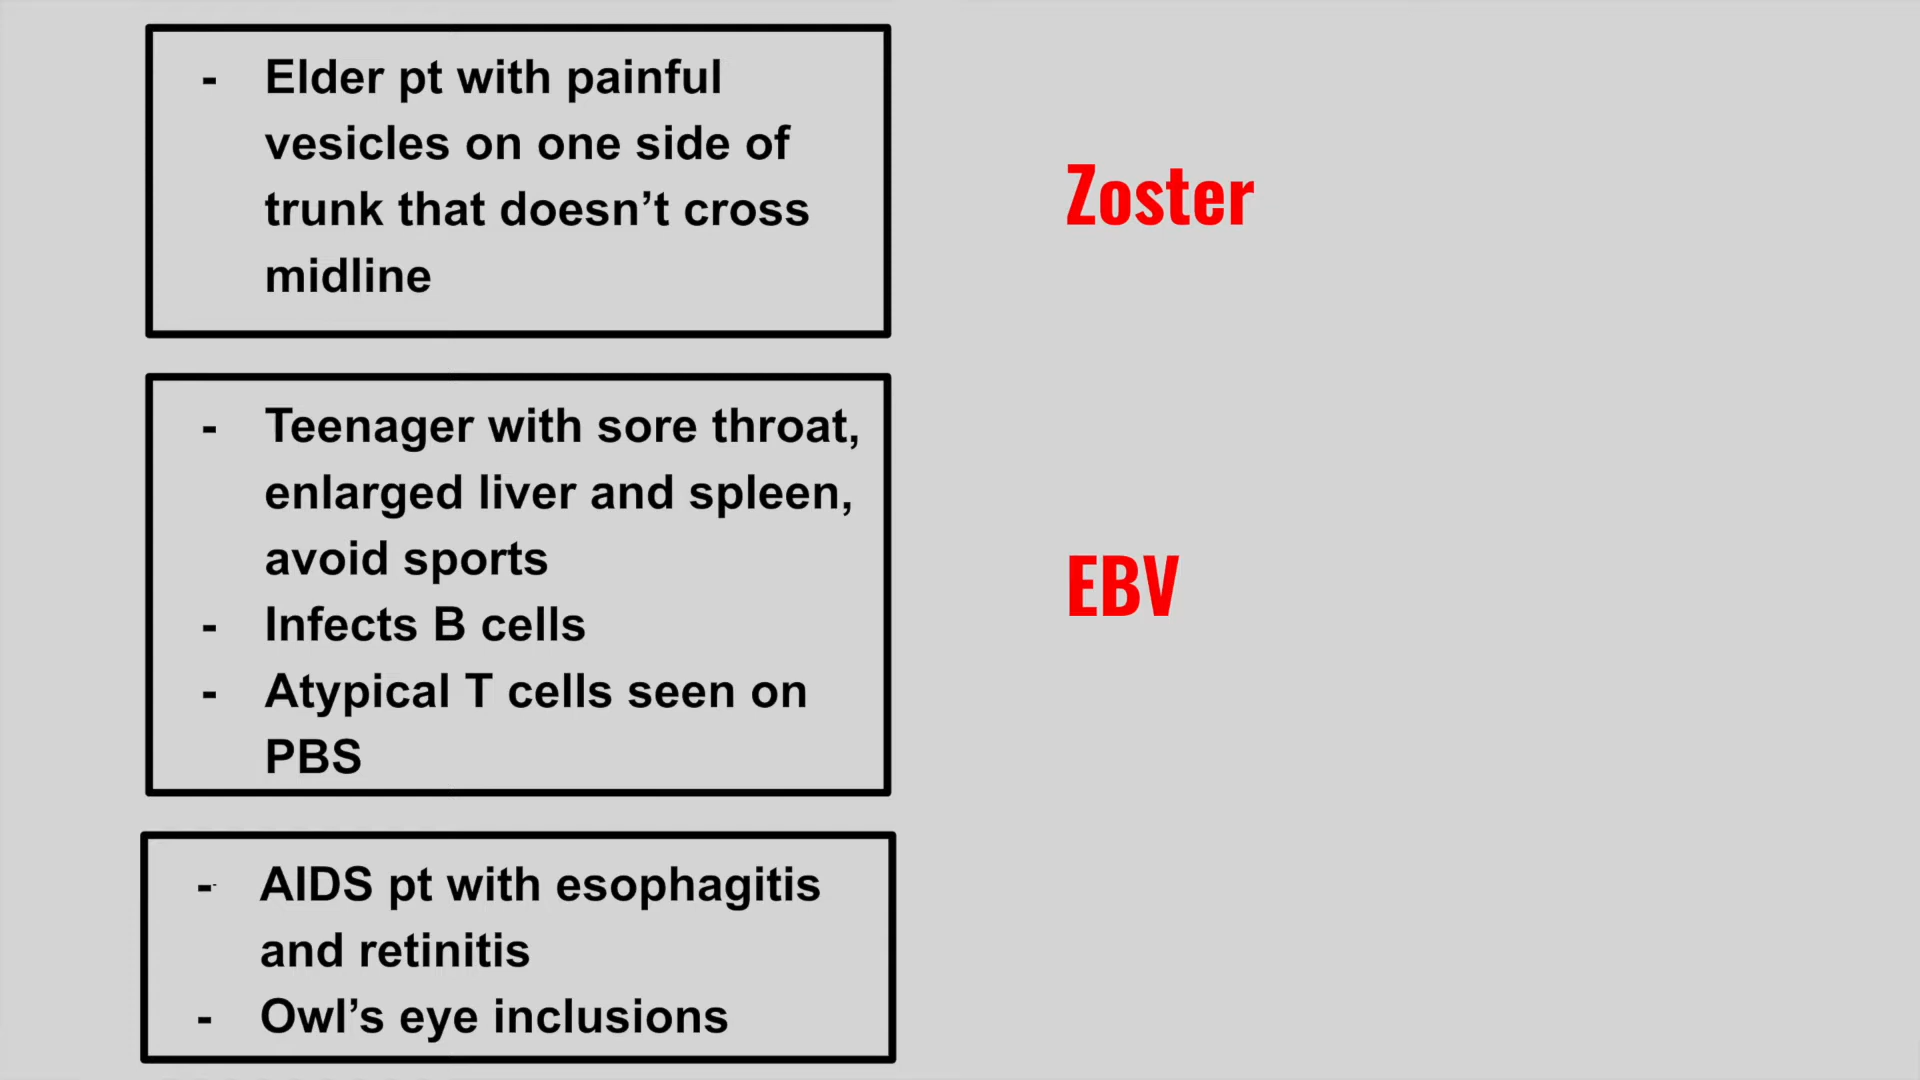 - Elder pt with painful
vesicles on one side of
trunk that doesn’t cross
midline
Zoster
- Teenager with sore throat,
enlarged liver and spleen,
avoid sports
- Infects B cells
- Atypical T cells seen on
PBS
EBV
- AIDS pt with esophagitis
and retinitis
- Owl’s eye inclusions